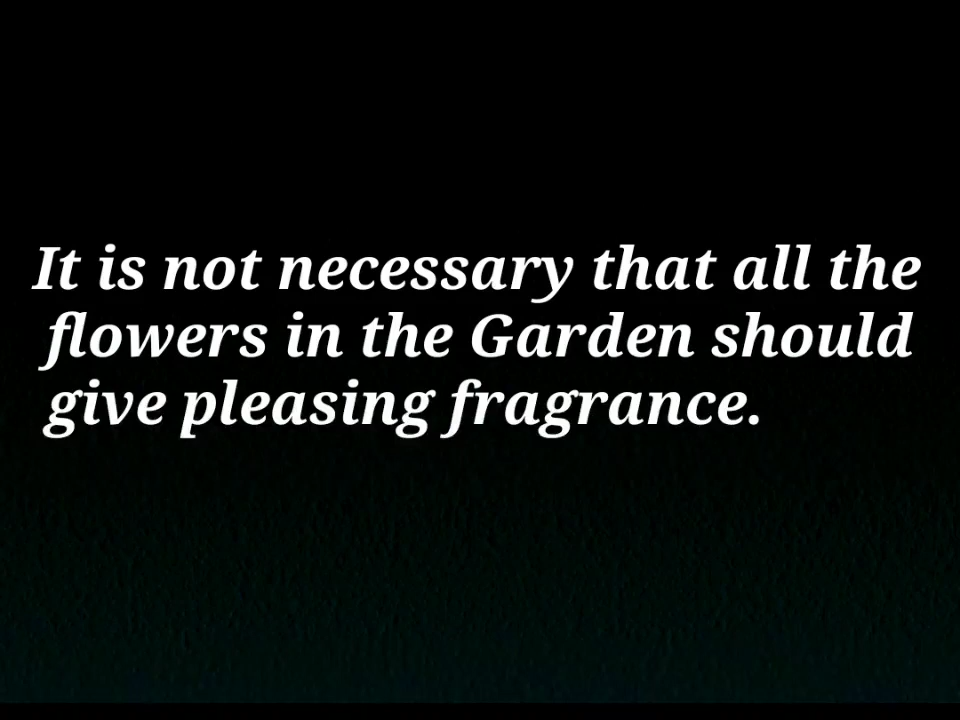 It is not necessary that all the
flowers in the Garden should
give pleasing fragrance.